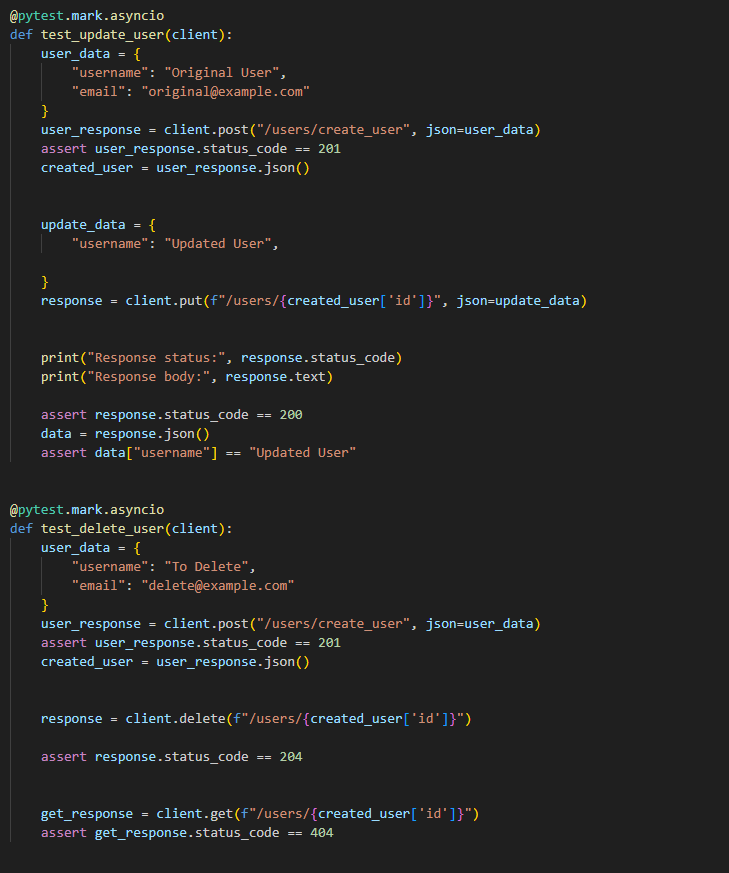 @pytest.mark.asyncio
def test_update_user(client):
    user_data = {
        "username": "Original User",
        "email": "original@example.com"
    }
    user_response = client.post("/users/create_user", json=user_data)
    assert user_response.status_code == 201
    created_user = user_response.json()
    update_data = {
        "username": "Updated User",
    }
    response = client.put(f"/users/{created_user['id']}", json=update_data)
    print("Response status:", response.status_code)
    print("Response body:", response.text)
    assert response.status_code == 200
    data = response.json()
    assert data["username"] == "Updated User"
@pytest.mark.asyncio
def test_delete_user(client):
    user_data = {
        "username": "To Delete",
        "email": "delete@example.com"
    }
    user_response = client.post("/users/create_user", json=user_data)
    assert user_response.status_code == 201
    created_user = user_response.json()
    response = client.delete(f"/users/{created_user['id']}")
    assert response.status_code == 204
    get_response = client.get(f"/users/{created_user['id']}")
    assert get_response.status_code == 404